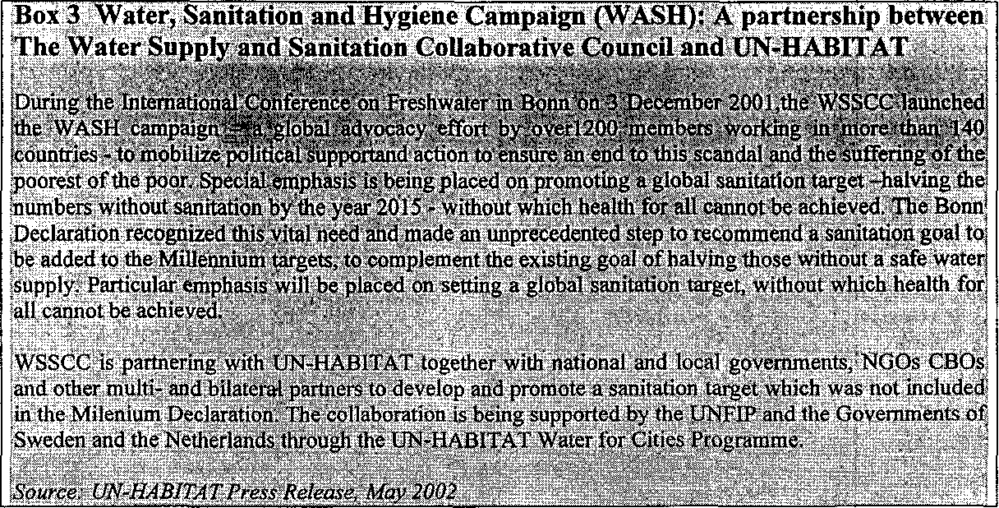 Box 3 Water, Sanitation and Hygiene Campaign (WASH): A partnership between
The Water Supply and Sanitation Collaborative Council and UN-HABITAT
During the International Conference on Freshwater in Bonn on 3 December 2001,the WSSCC launched
the WASH campaign – a global advocacy effort by over1200 members working in more than 140
countries - to mobilize political supportand action to ensure an end to this scandal and the suffering of the
poorest of the poor. Special emphasis is being placed on promoting a global sanitation target –halving the
numbers without sanitation by the year 2015 - without which health for all cannot be achieved. The Bonn
Declaration recognized this vital need and made an unprecedented step to recommend a sanitation goal to
be added to the Millennium targets, to complement the existing goal of halving those without a safe water
supply. Particular emphasis will be placed on setting a global sanitation target, without which health for
all cannot be achieved.
WSSCC is partnering with UN-HABITAT together with national and local governments, NGOs CBOs
and other multi- and bilateral partners to develop and promote a sanitation target which was not included
in the Milenium Declaration. The collaboration is being supported by the UNFIP and the Governments of
Sweden and the Netherlands through the UN-HABITAT Water for Cities Programme.
Source: UN-HABITAT Press Release, May 2002